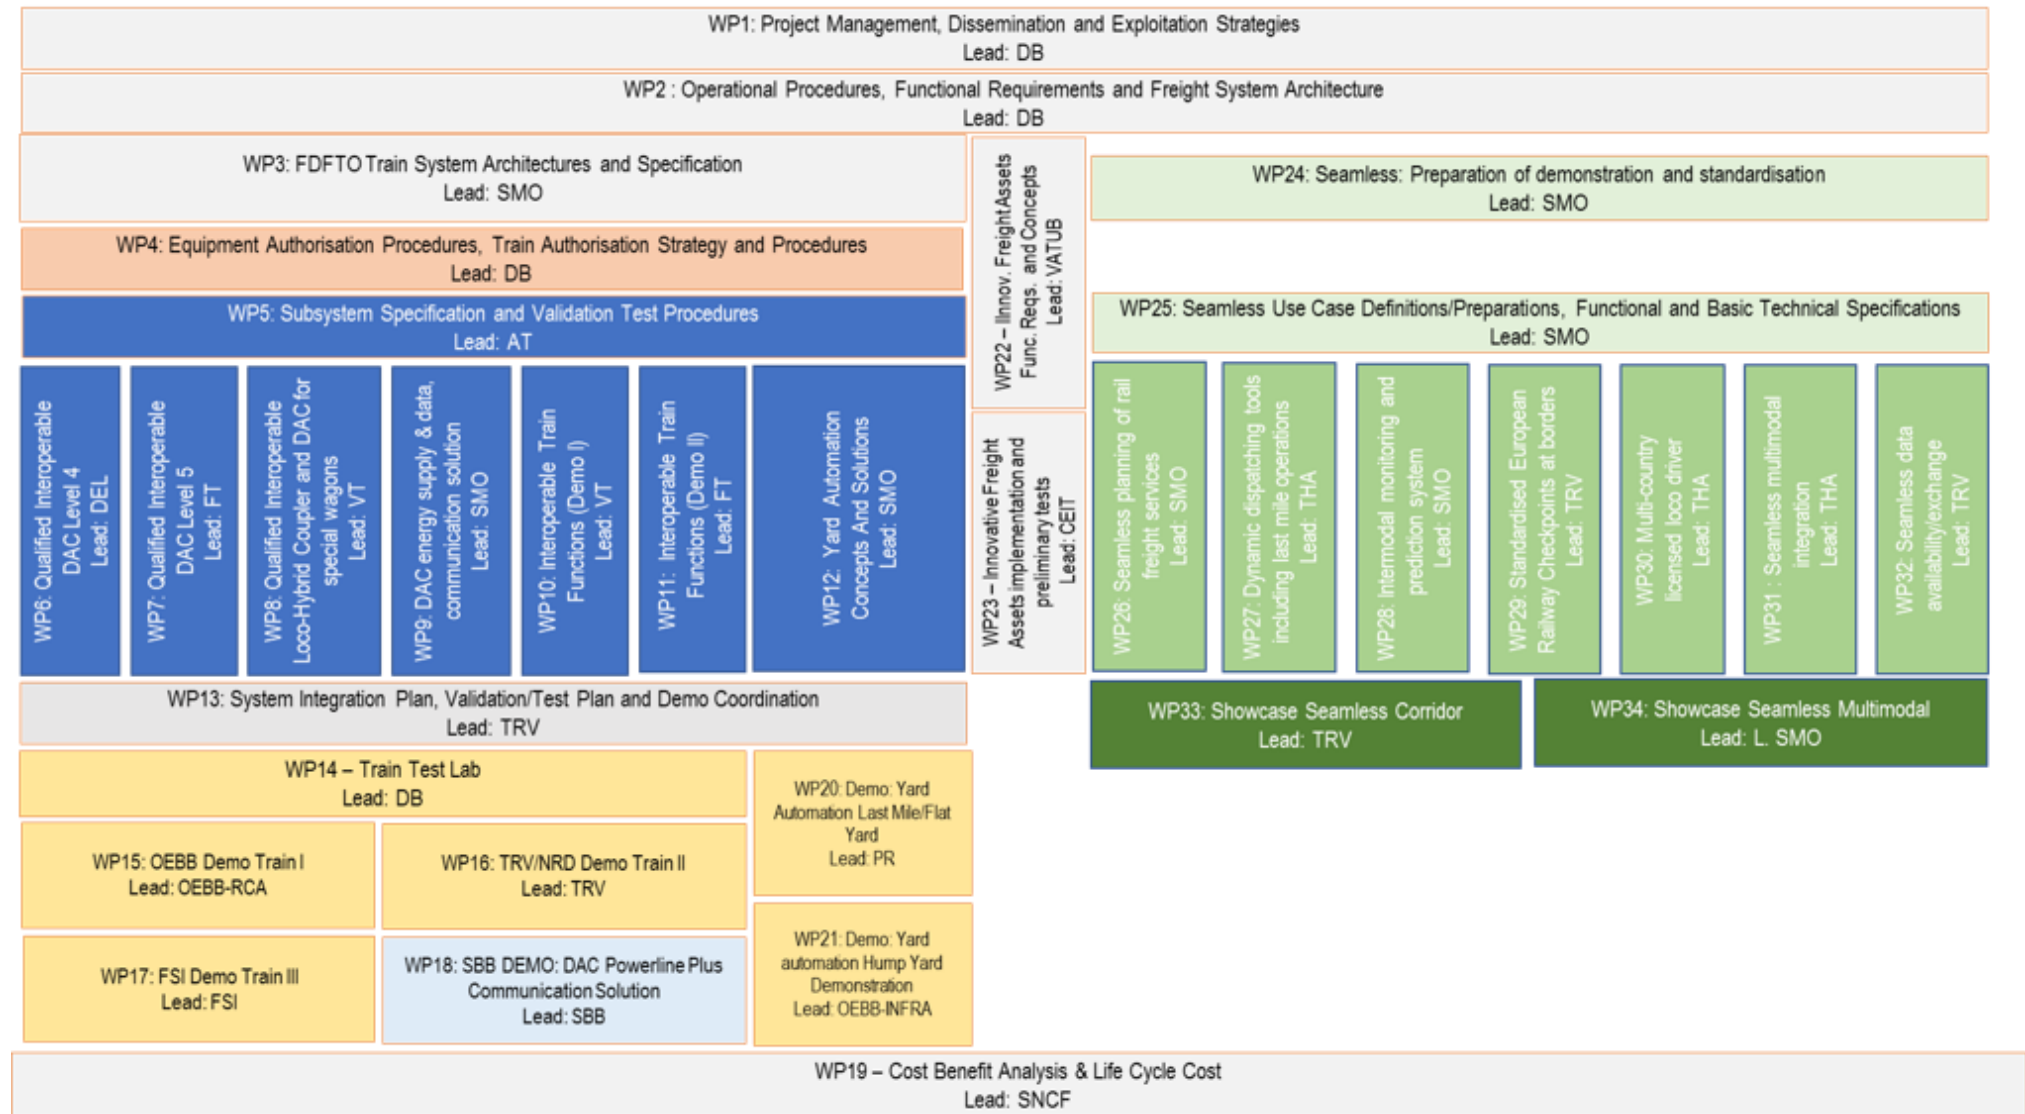 WP1: Project Management, Dissemination and Exploitation Strategies
Lead: DB
WP2 : Operational Procedures, Functional Requirements and Freight System Architecture
Lead: DB
WP3: FDFTO Train System Architectures and Specification
Lead: SMO
WP4: Equipment Authorisation Procedures, Train Authorisation Strategy and Procedures
Lead: DB
WP5: Subsystem Specification and Validation Test Procedures
Lead: AT
WP6: Qualified Interoperable
DAC Level 4
Lead: DEL
WP7: Qualified Interoperable
DAC Level 5
Lead: FT
WP8: Qualified Interoperable
Loco-Hybrid Coupler and DAC for
special wagons
Lead: VT
WP9: DAC energy supply & data,
communication solution
Lead: SMO
WP10: Interoperable Train
Functions (Demo I)
Lead: VT
WP11: Interoperable Train
Functions (Demo II)
Lead: FT
WP12: Yard Automation
Concepts And Solutions
Lead: SMO
WP22 – IInnov. Freight Assets
Func. Reqs. and Concepts
Lead: VATUB
WP23 – Innovative Freight
Assets implementation and
preliminary tests
Lead: CEIT
WP24: Seamless: Preparation of demonstration and standardisation
Lead: SMO
WP25: Seamless Use Case Definitions/Preparations, Functional and Basic Technical Specifications
Lead: SMO
WP26: Seamless planning of rail
freight services
Lead: SMO
WP27: Dynamic dispatching tools
including last mile operations
Lead: THA
WP28: Intermodal monitoring and
prediction system
Lead: SMO
WP29: Standardised European
Railway Checkpoints at borders
Lead: TRV
WP30: Multi-country
licensed loco driver
Lead: THA
WP31 : Seamless multimodal
integration
Lead: THA
WP32: Seamless data
availability/exchange
Lead: TRV
WP33: Showcase Seamless Corridor
Lead: TRV
WP34: Showcase Seamless Multimodal
Lead: L. SMO
WP13: System Integration Plan, Validation/Test Plan and Demo Coordination
Lead: TRV
WP14 – Train Test Lab
Lead: DB
WP15: OEBB Demo Train I
Lead: OEBB-RCA
WP16: TRV/NRD Demo Train II
Lead: TRV
WP17: FSI Demo Train III
Lead: FSI
WP18: SBB DEMO: DAC Powerline Plus
Communication Solution
Lead: SBB
WP20: Demo: Yard
Automation Last Mile/Flat
Yard
Lead: PR
WP21: Demo: Yard
automation Hump Yard
Demonstration
Lead: OEBB-INFRA
WP19 – Cost Benefit Analysis & Life Cycle Cost
Lead: SNCF